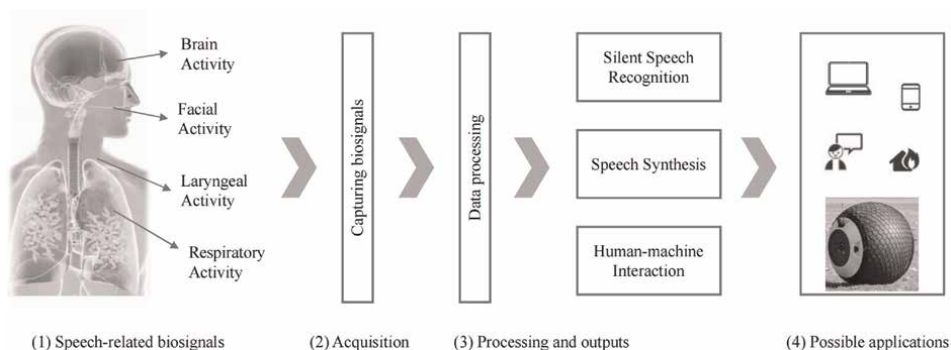 Brain
Activity
Facial
Activity
Laryngeal
Activity
Respiratory
Activity
Capturing biosignals
Data processing
Silent Speech
Recognition
Speech Synthesis
Human-machine
Interaction
(1) Speech-related biosignals
(2) Acquisition
(3) Processing and outputs
(4) Possible applications